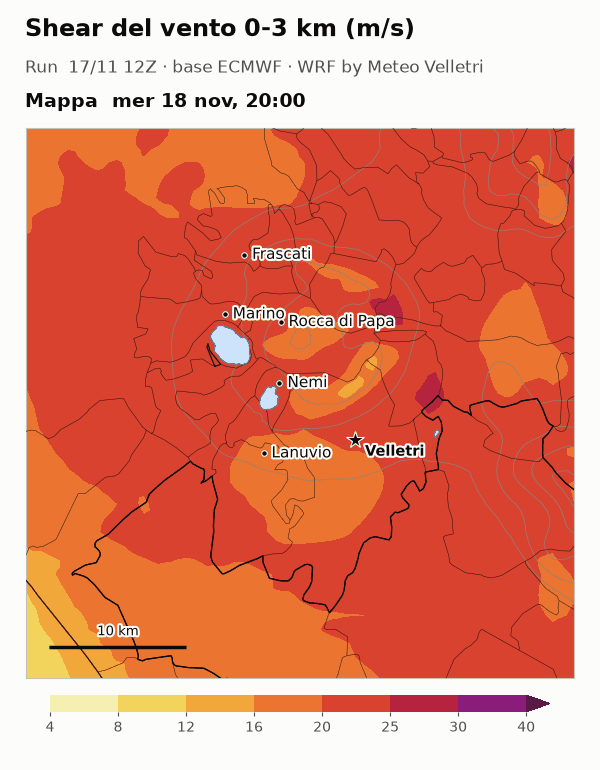 Shear del vento 0-3 km (m/s)
Run 17/11 12Z · base ECMWF · WRF by Meteo Velletri
Mappa mer 18 nov, 20:00
Frascati
Marino
Rocca di Papa
Nemi
Velletri
Lanuvio
10 km
4 8 12 16 20 25 30 40